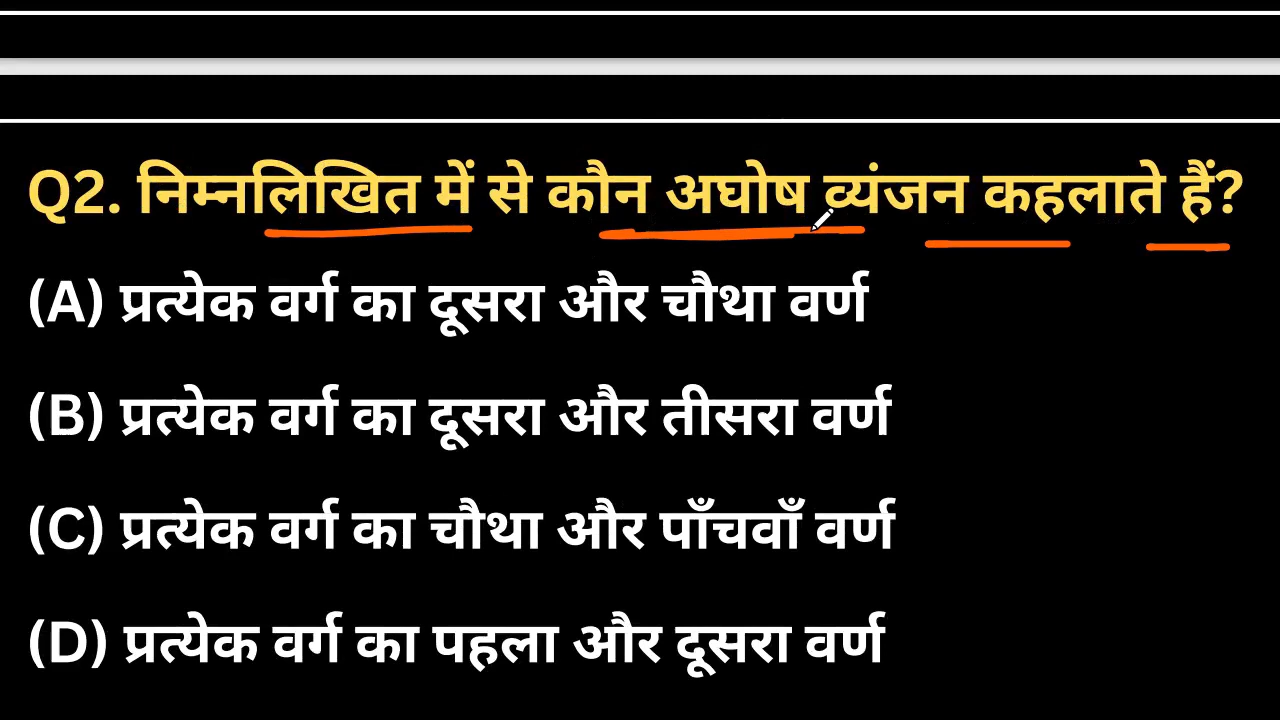 Q2. निम्नलिखित में से कौन अघोष व्यंजन कहलाते हैं?
(A) प्रत्येक वर्ग का दूसरा और चौथा वर्ण
(B) प्रत्येक वर्ग का दूसरा और तीसरा वर्ण
(C) प्रत्येक वर्ग का चौथा और पाँचवाँ वर्ण
(D) प्रत्येक वर्ग का पहला और दूसरा वर्ण